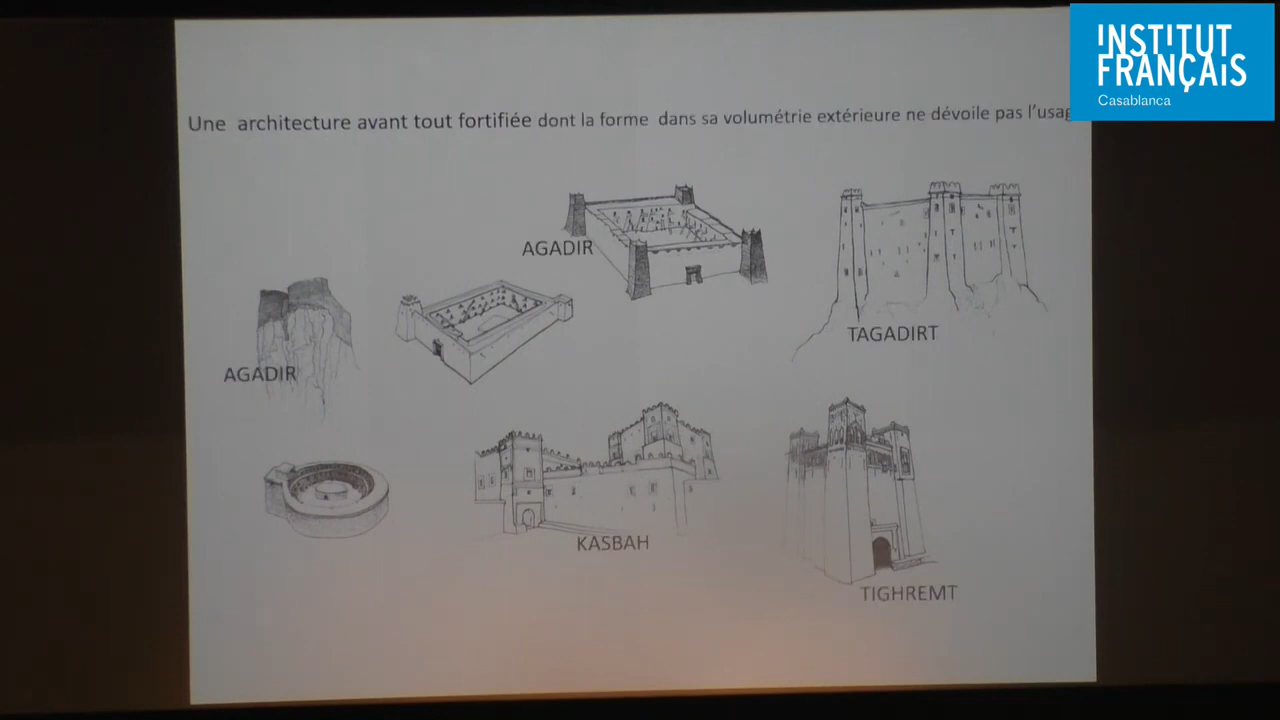 INSTITUT
FRANÇAIS
Casablanca
Une architecture avant tout fortifiée dont la forme dans sa volumétrie extérieure ne dévoile pas
AGADIR
TAGADIRT
AGADIR
KASBAH
TIGHREMT